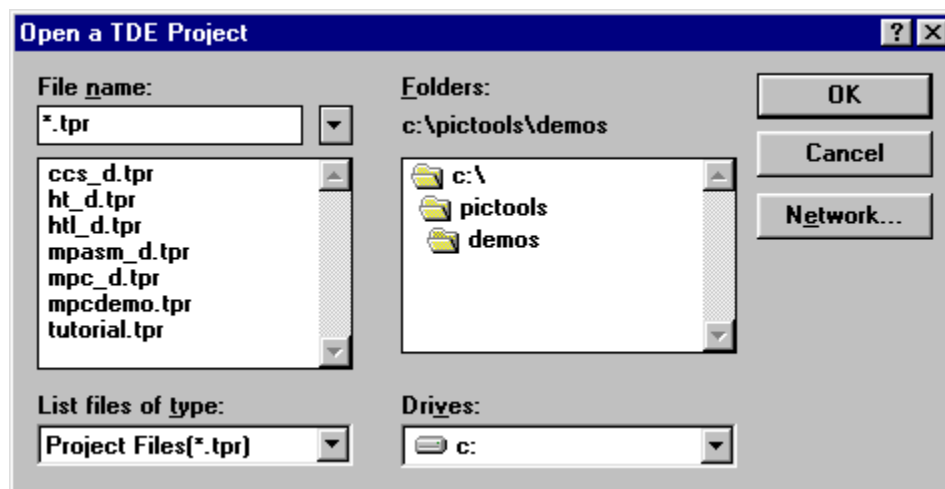 Open a TDE Project
File name:
*.tpr
ccs_d.tpr
ht_d.tpr
htl_d.tpr
mpasm_d.tpr
mpc_d.tpr
mpcdemo.tpr
tutorial.tpr
List files of type:
Project Files(*.tpr)
Folders:
c:\pictools\demos
c:\
pictools
demos
Drives:
c:
OK
Cancel
Network...